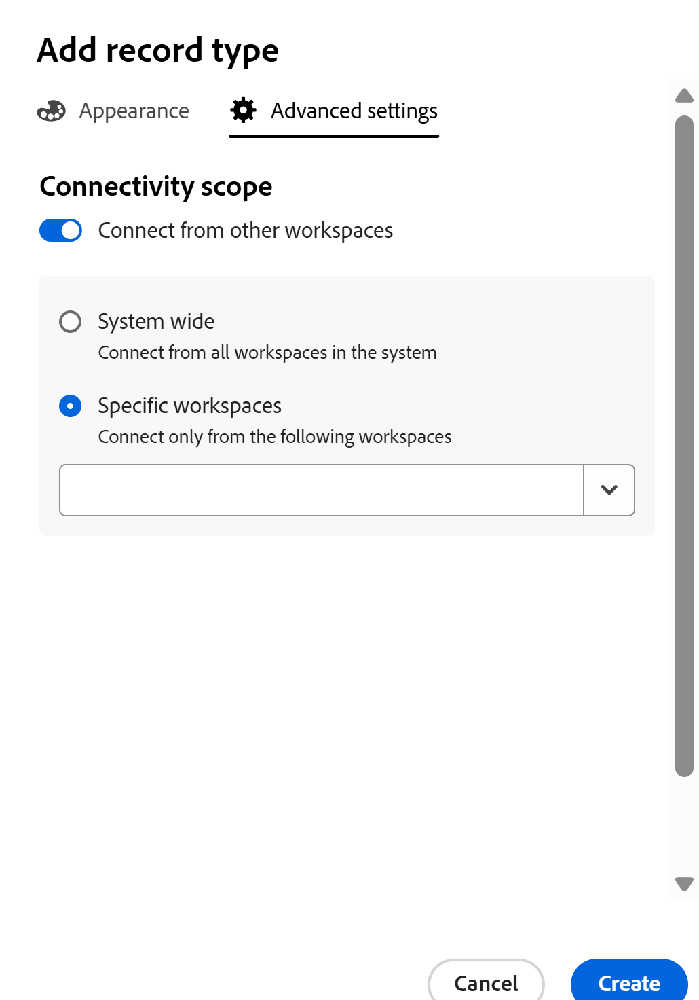 Add record type
Appearance
Advanced settings
Connectivity scope
Connect from other workspaces
System wide
Connect from all workspaces in the system
Specific workspaces
Connect only from the following workspaces
Cancel
Create